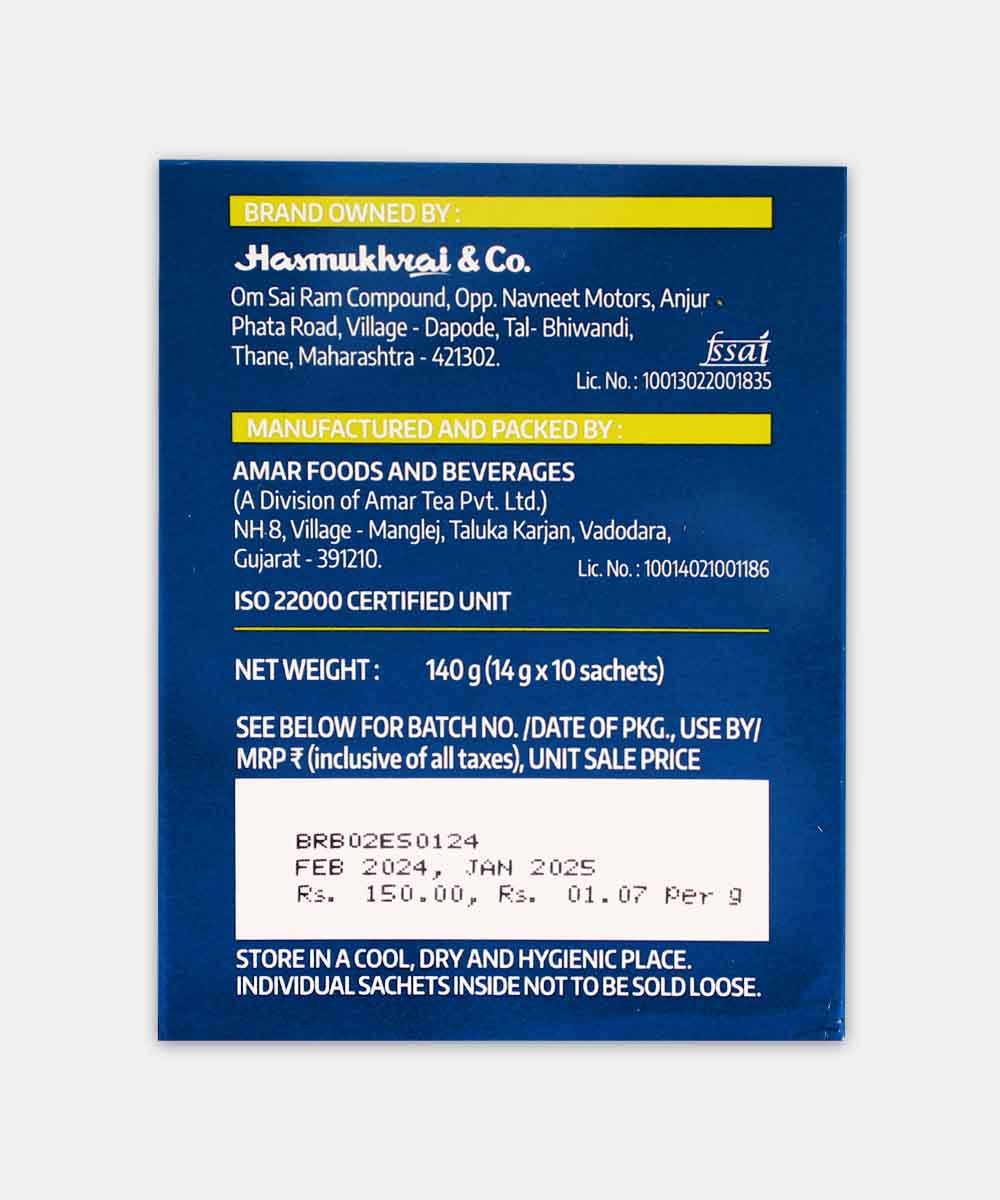 BRAND OWNED BY :
Hasmukhrai & Co.
Om Sai Ram Compound, Opp. Navneet Motors, Anjur
Phata Road, Village - Dapode, Tal- Bhiwandi,
Thane, Maharashtra - 421302.
fssai
Lic. No. : 10013022001835
MANUFACTURED AND PACKED BY :
AMAR FOODS AND BEVERAGES
(A Division of Amar Tea Pvt. Ltd.)
NH 8, Village - Manglej, Taluka Karjan, Vadodara,
Gujarat - 391210.
Lic. No. : 10014021001186
ISO 22000 CERTIFIED UNIT
NET WEIGHT : 140 g (14 g x 10 sachets)
SEE BELOW FOR BATCH NO. /DATE OF PKG., USE BY/
MRP ₹ (inclusive of all taxes), UNIT SALE PRICE
BRB02ES0124
FEB 2024, JAN 2025
Rs. 150.00, Rs. 01.07 Per g
STORE IN A COOL, DRY AND HYGIENIC PLACE.
INDIVIDUAL SACHETS INSIDE NOT TO BE SOLD LOOSE.